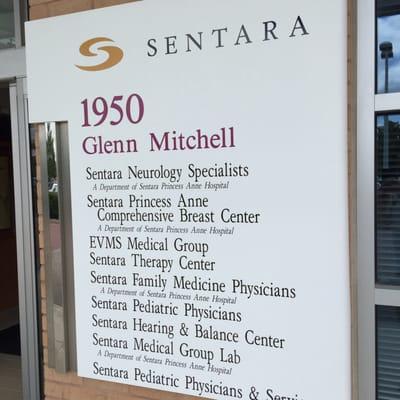 SENTARA
1950
Glenn Mitchell
Sentara Neurology Specialists
A Department of Sentara Princess Anne Hospital
Sentara Princess Anne
Comprehensive Breast Center
A Department of Sentara Princess Anne Hospital
EVMS Medical Group
Sentara Therapy Center
Sentara Family Medicine Physicians
A Department of Sentara Princess Anne Hospital
Sentara Pediatric Physicians
Sentara Hearing & Balance Center
Sentara Medical Group Lab
A Department of Sentara Princess Anne Hospital
Sentara Pediatric Physicians &